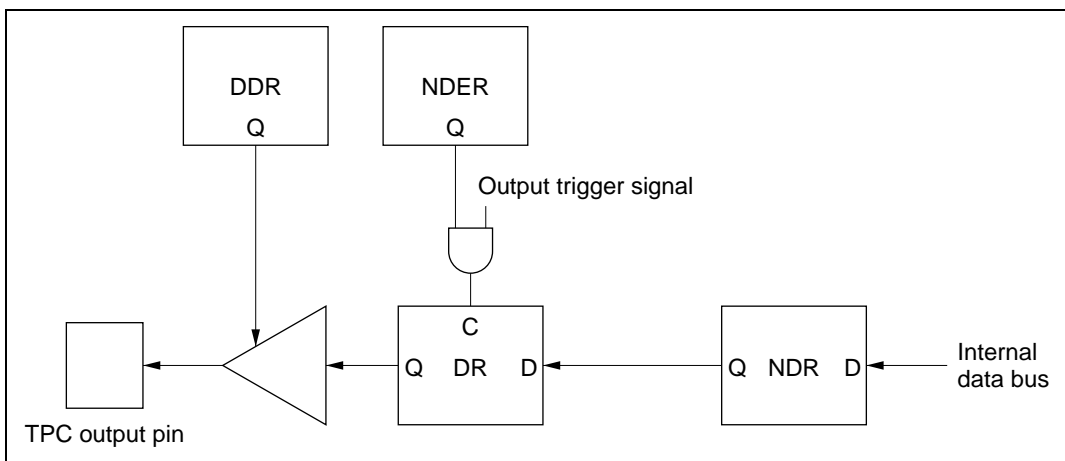 DDR
Q
NDER
Q
Output trigger signal
C
Q DR D
Q NDR D
Internal
data bus
TPC output pin